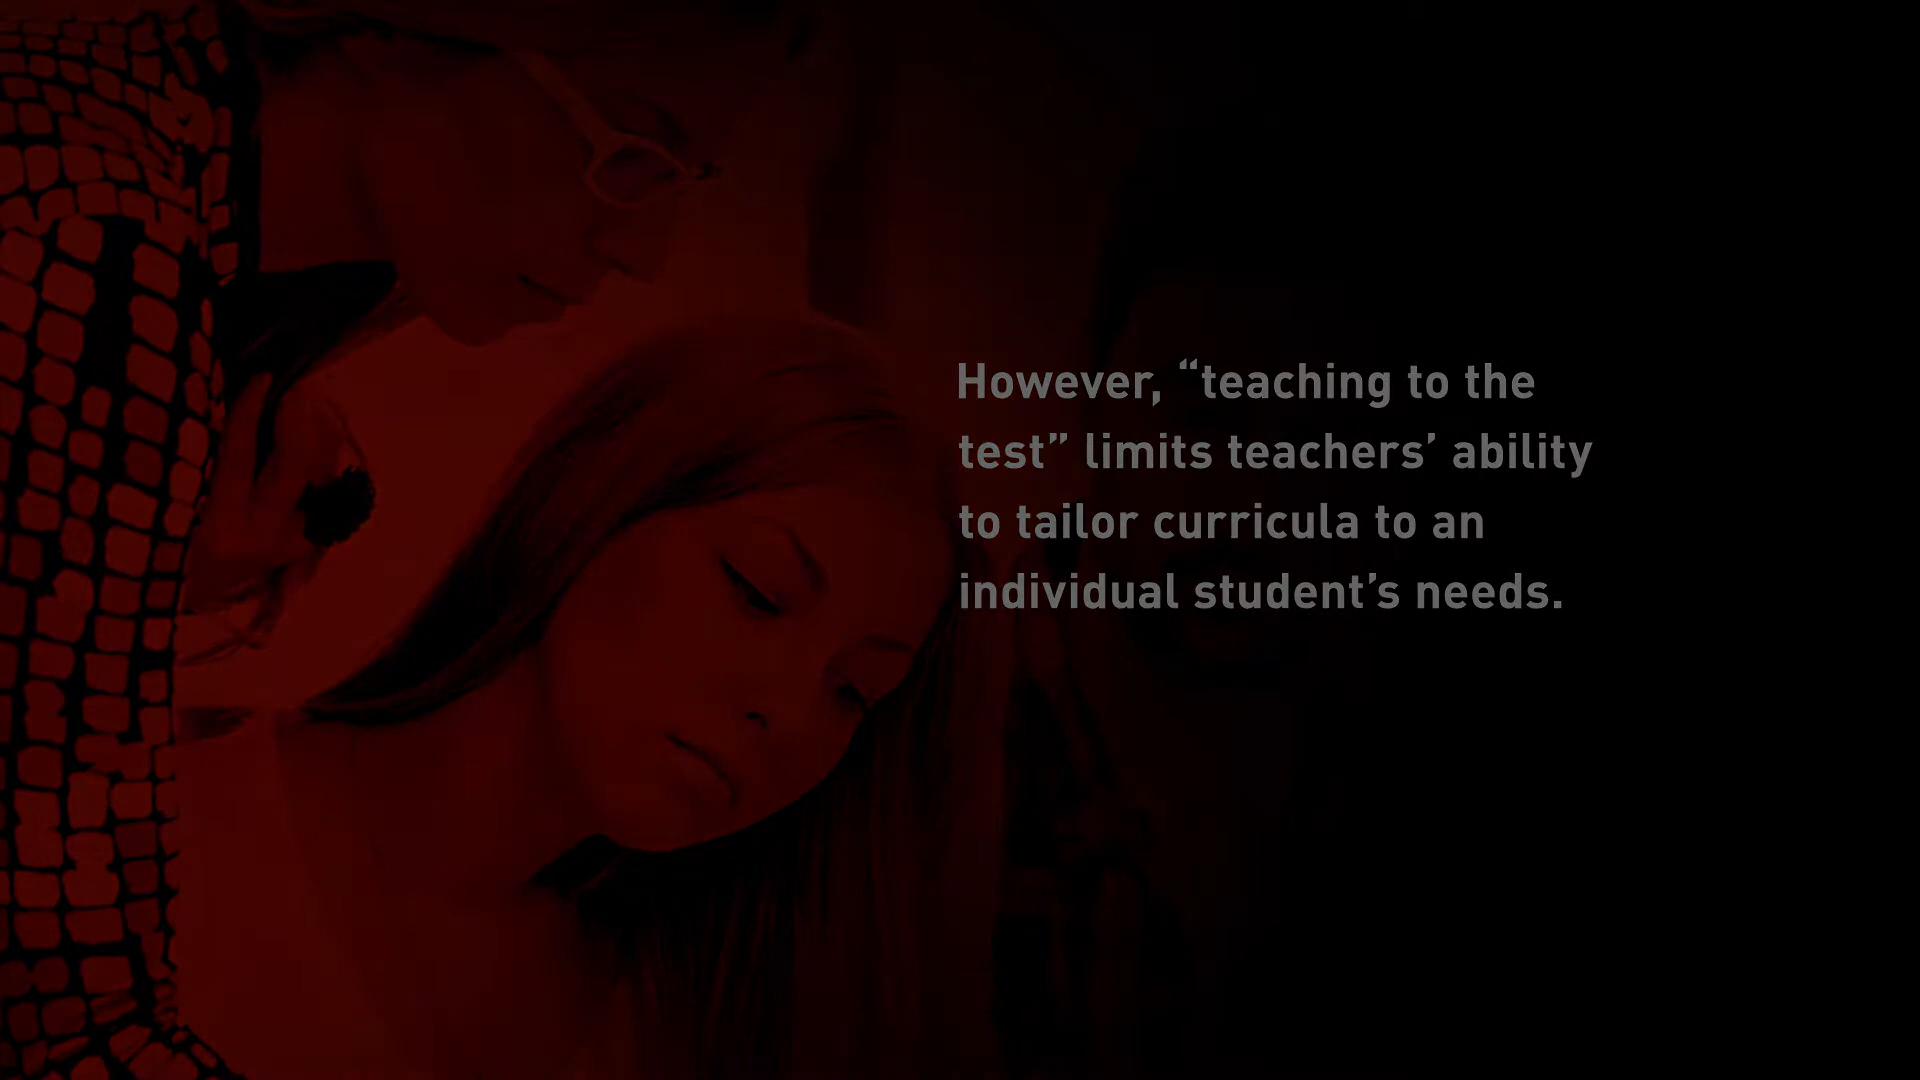 However, “teaching to the
test” limits teachers’ ability
to tailor curricula to an
individual student’s needs.